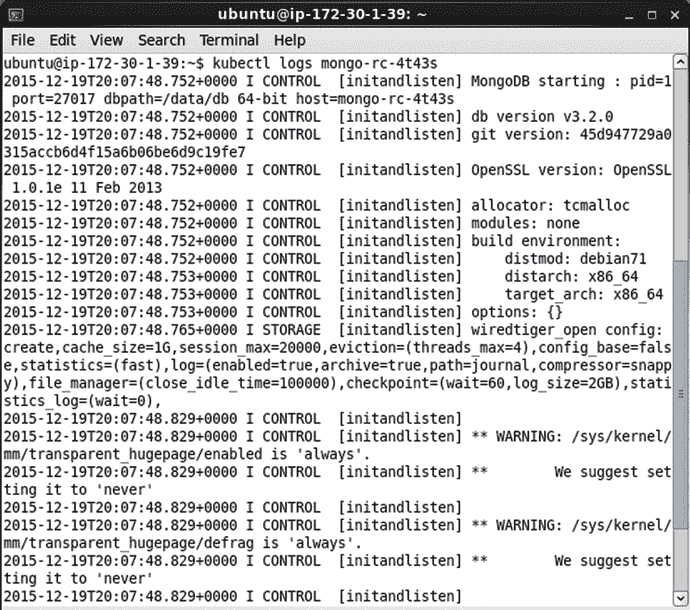 ubuntu@ip-172-30-1-39: ~
File Edit View Search Terminal Help
ubuntu@ip-172-30-1-39:~$ kubectl logs mongo-rc-4t43s
2015-12-19T20:07:48.752+0000 I CONTROL  [initandlisten] MongoDB starting : pid=1
 port=27017 dbpath=/data/db 64-bit host=mongo-rc-4t43s
2015-12-19T20:07:48.752+0000 I CONTROL  [initandlisten] db version v3.2.0
2015-12-19T20:07:48.752+0000 I CONTROL  [initandlisten] git version: 45d947729a0
315accb6d4f15a6b06be6d9c19fe7
2015-12-19T20:07:48.752+0000 I CONTROL  [initandlisten] OpenSSL version: OpenSSL
 1.0.1e 11 Feb 2013
2015-12-19T20:07:48.752+0000 I CONTROL  [initandlisten] allocator: tcmalloc
2015-12-19T20:07:48.752+0000 I CONTROL  [initandlisten] modules: none
2015-12-19T20:07:48.752+0000 I CONTROL  [initandlisten] build environment:
2015-12-19T20:07:48.752+0000 I CONTROL  [initandlisten]     distmod: debian71
2015-12-19T20:07:48.753+0000 I CONTROL  [initandlisten]     distarch: x86_64
2015-12-19T20:07:48.753+0000 I CONTROL  [initandlisten]     target_arch: x86_64
2015-12-19T20:07:48.753+0000 I CONTROL  [initandlisten] options: {}
2015-12-19T20:07:48.765+0000 I STORAGE  [initandlisten] wiredtiger_open config:
create,cache_size=1G,session_max=20000,eviction=(threads_max=4),config_base=fals
e,statistics=(fast),log=(enabled=true,archive=true,path=journal,compressor=snapp
y),file_manager=(close_idle_time=100000),checkpoint=(wait=60,log_size=2GB),stati
stics_log=(wait=0),
2015-12-19T20:07:48.829+0000 I CONTROL  [initandlisten]
2015-12-19T20:07:48.829+0000 I CONTROL  [initandlisten] ** WARNING: /sys/kernel/
mm/transparent_hugepage/enabled is 'always'.
2015-12-19T20:07:48.829+0000 I CONTROL  [initandlisten] **        We suggest set
ting it to 'never'
2015-12-19T20:07:48.829+0000 I CONTROL  [initandlisten]
2015-12-19T20:07:48.829+0000 I CONTROL  [initandlisten] ** WARNING: /sys/kernel/
mm/transparent_hugepage/defrag is 'always'.
2015-12-19T20:07:48.829+0000 I CONTROL  [initandlisten] **        We suggest set
ting it to 'never'
2015-12-19T20:07:48.829+0000 I CONTROL  [initandlisten]